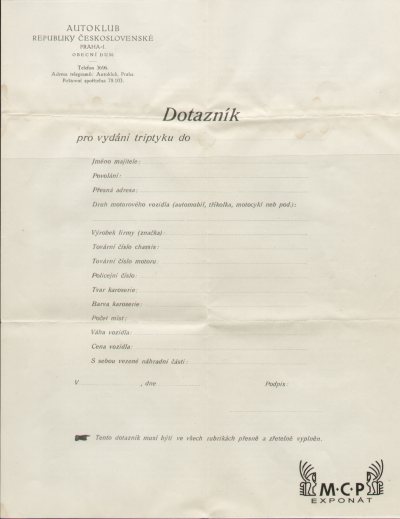 AUTOKLUB
REPUBLIKY ČESKOSLOVENSKÉ
PRAHA-I.
OBECNÍ DUM
Telefon 3696.
Adresa telegramů: Autoklub, Praha.
Poštovní spořitelna 79.103.
Dotazník
pro vydání triptyku do
Jméno majitele:
Povolání:
Přesná adresa:
Druh motorového vozidla (automobil, tříkolka, motocykl neb pod.):
Výrobek firmy (značka):
Tovární číslo chassis:
Tovární číslo motoru:
Policejní číslo:
Tvar karoserie:
Barva karoserie:
Počet míst:
Váha vozidla:
Cena vozidla:
S sebou vezené náhradní části:
V , dne Podpis:
Tento dotazník musí býti ve všech rubrikách přesně a zřetelně vyplněn.
M·C·P
EXPONÁT